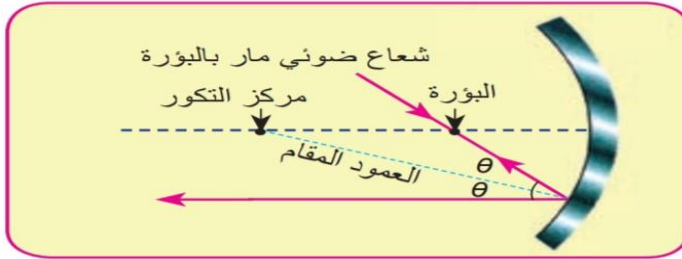 شعاع ضوئي مار بالبؤرة
البؤرة
مركز التكور
العمود المقام
θ
θ